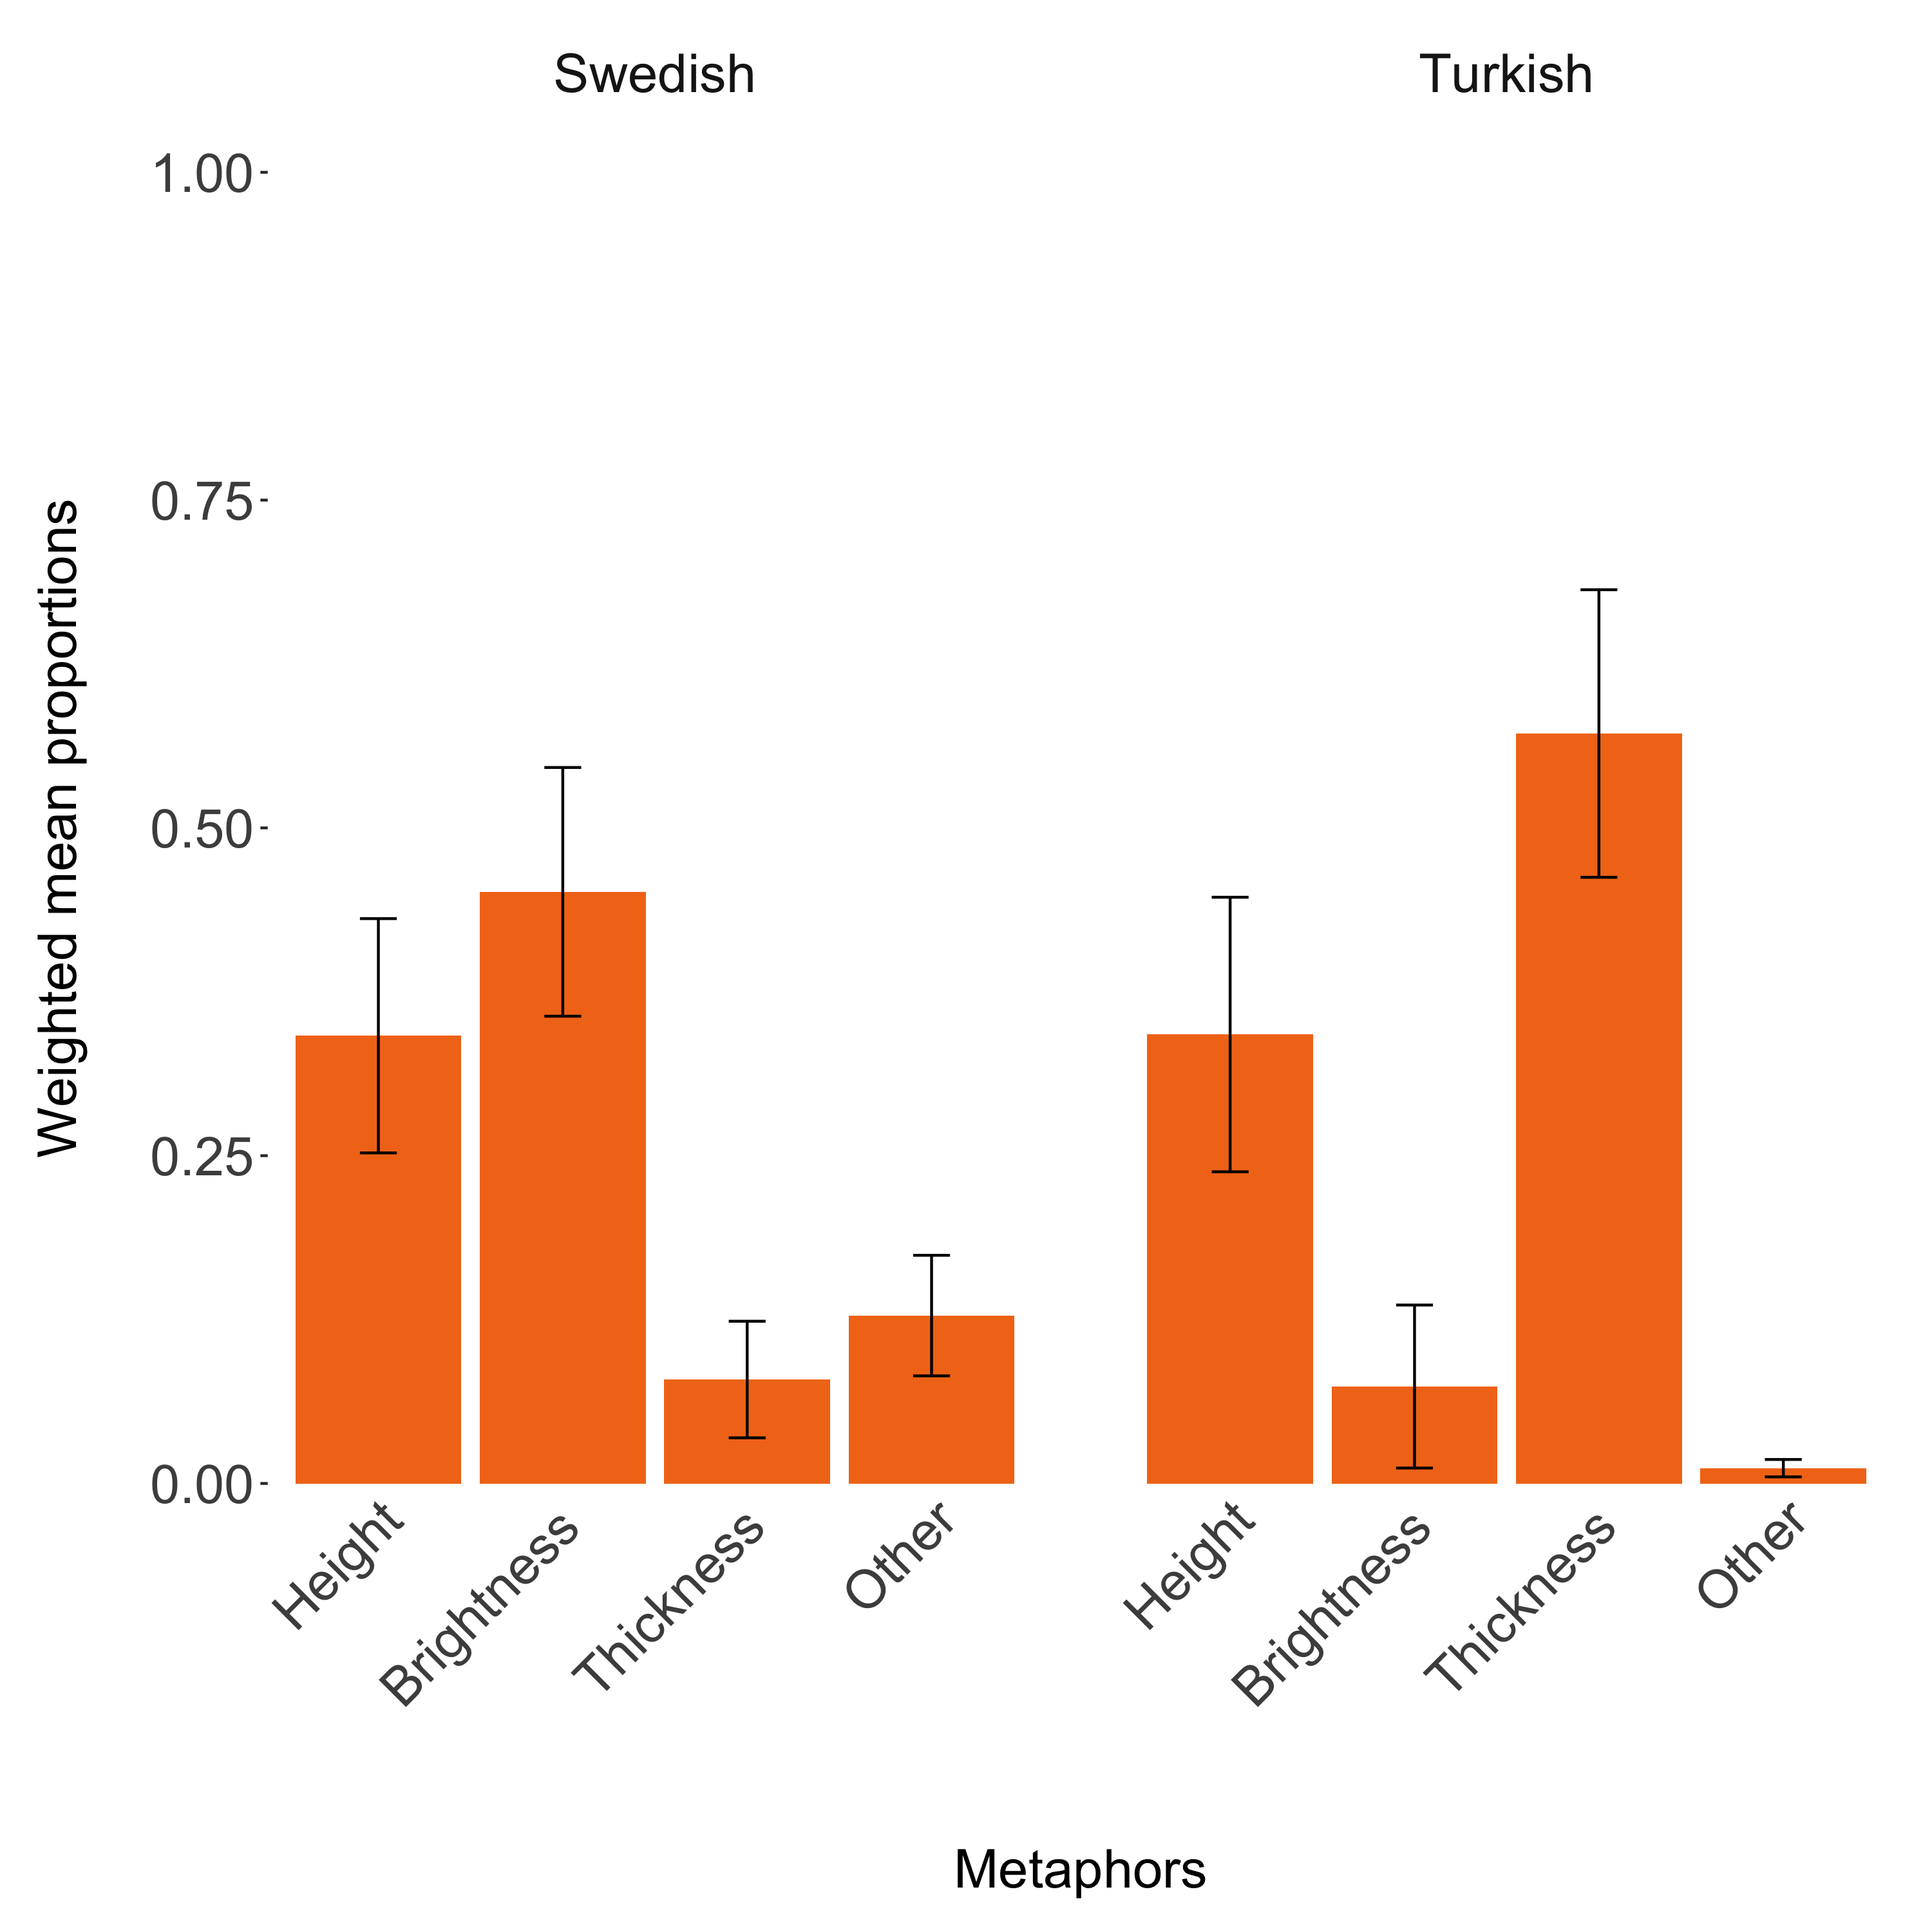 Swedish
Turkish
1.00
0.75
0.50
0.25
0.00
Weighted mean proportions
Height
Brightness
Thickness
Other
Height
Brightness
Thickness
Other
Metaphors